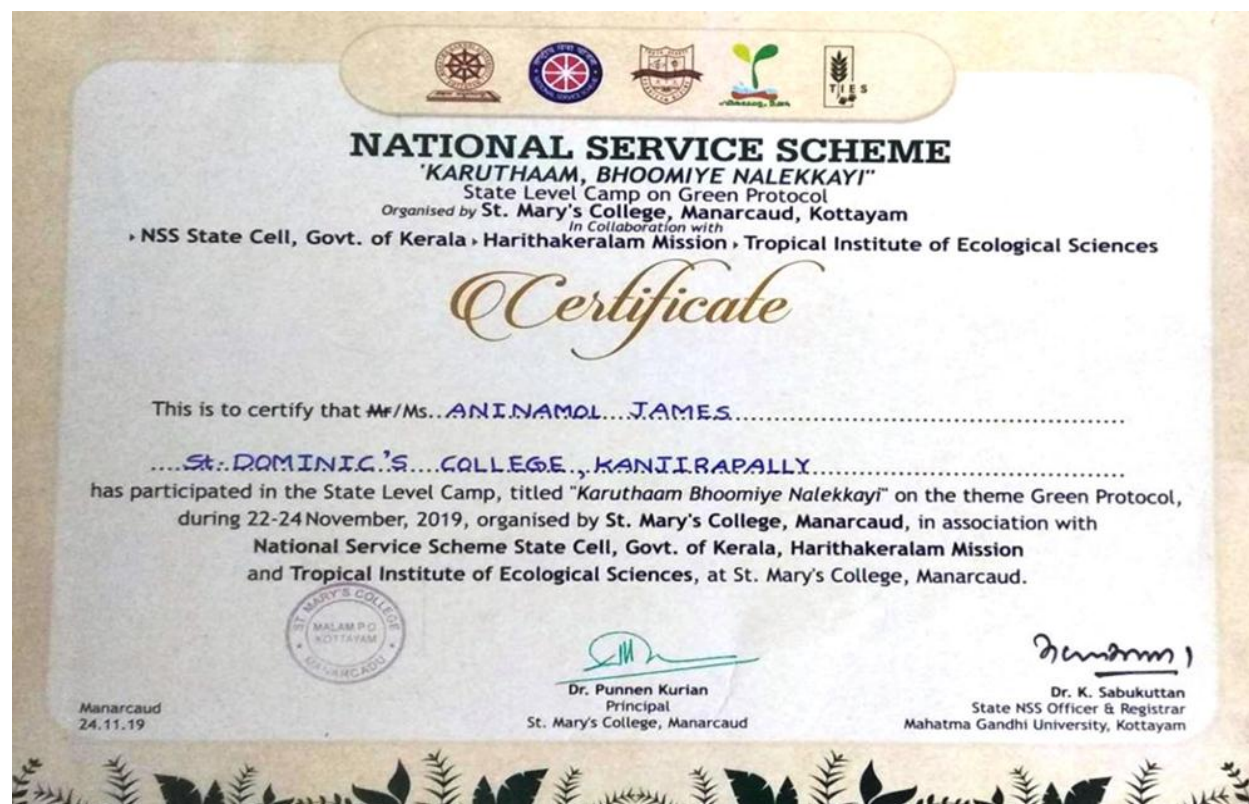 TIES
NATIONAL SERVICE SCHEME
'KARUTHAAM, BHOOMIYE NALEKKAYI"
State Level Camp on Green Protocol
Organised by St. Mary's College, Manarcaud, Kottayam
In Collaboration with
NSS State Cell, Govt. of Kerala Harithakeralam Mission Tropical Institute of Ecological Sciences
Certificate
This is to certify that Mr/Ms..ANINAMOL....JAMES.......................................................
....St. DOMINIC'S....COLLEGE., KANJIRAPALLY.............................................
has participated in the State Level Camp, titled "Karuthaam Bhoomiye Nalekkayi" on the theme Green Protocol,
during 22-24 November, 2019, organised by St. Mary's College, Manarcaud, in association with
National Service Scheme State Cell, Govt. of Kerala, Harithakeralam Mission
and Tropical Institute of Ecological Sciences, at St. Mary's College, Manarcaud.
ST. MARY'S COLLEGE
MALAM P.O
KOTTAYAM
MANARCADU
Manarcaud
24.11.19
Dr. Punnen Kurian
Principal
St. Mary's College, Manarcaud
Dr. K. Sabukuttan
State NSS Officer & Registrar
Mahatma Gandhi University, Kottayam